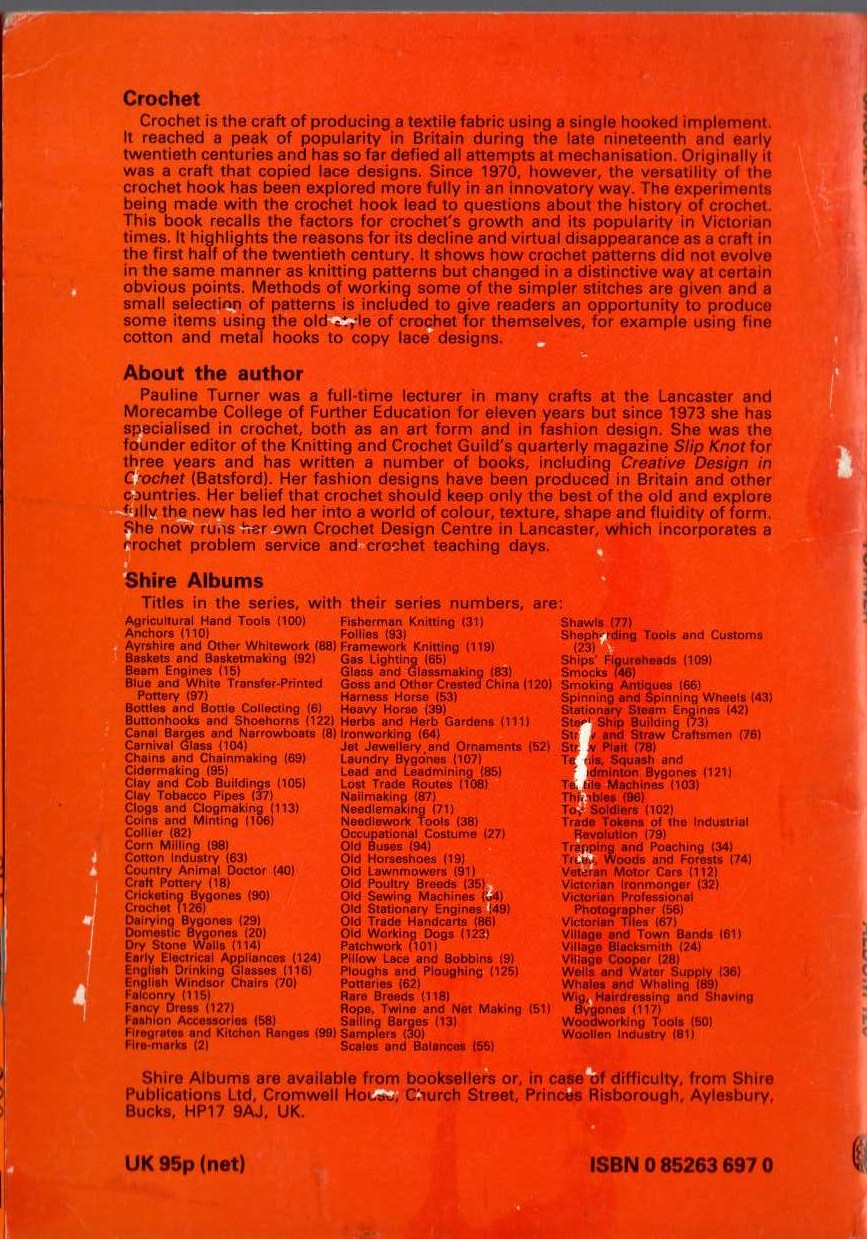 Crochet
Crochet is the craft of producing a textile fabric using a single hooked implement.
It reached a peak of popularity in Britain during the late nineteenth and early
twentieth centuries and has so far defied all attempts at mechanisation. Originally it
was a craft that copied lace designs. Since 1970, however, the versatility of the
crochet hook has been explored more fully in an innovatory way. The experiments
being made with the crochet hook lead to questions about the history of crochet.
This book recalls the factors for crochet's growth and its popularity in Victorian
times. It highlights the reasons for its decline and virtual disappearance as a craft in
the first half of the twentieth century. It shows how crochet patterns did not evolve
in the same manner as knitting patterns but changed in a distinctive way at certain
obvious points. Methods of working some of the simpler stitches are given and a
small selection of patterns is included to give readers an opportunity to produce
some items using the old style of crochet for themselves, for example using fine
cotton and metal hooks to copy lace designs.
About the author
Pauline Turner was a full-time lecturer in many crafts at the Lancaster and
Morecambe College of Further Education for eleven years but since 1973 she has
specialised in crochet, both as an art form and in fashion design. She was the
founder editor of the Knitting and Crochet Guild's quarterly magazine Slip Knot for
three years and has written a number of books, including Creative Design in
Crochet (Batsford). Her fashion designs have been produced in Britain and other
countries. Her belief that crochet should keep only the best of the old and explore
fully the new has led her into a world of colour, texture, shape and fluidity of form.
She now runs her own Crochet Design Centre in Lancaster, which incorporates a
crochet problem service and crochet teaching days.
Shire Albums
Titles in the series, with their series numbers, are:
Agricultural Hand Tools (100)
Anchors (110)
Ayrshire and Other Whitework (88)
Baskets and Basketmaking (92)
Beam Engines (15)
Blue and White Transfer-Printed
Pottery (97)
Bottles and Bottle Collecting (6)
Buttonhooks and Shoehorns (122)
Canal Barges and Narrowboats (8)
Carnival Glass (104)
Chains and Chainmaking (69)
Cidermaking (95)
Clay and Cob Buildings (105)
Clay Tobacco Pipes (37)
Clogs and Clogmaking (113)
Coins and Minting (106)
Collier (82)
Corn Milling (98)
Cotton Industry (63)
Country Animal Doctor (40)
Craft Pottery (18)
Cricketing Bygones (90)
Crochet (126)
Dairying Bygones (29)
Domestic Bygones (20)
Dry Stone Walls (114)
Early Electrical Appliances (124)
English Drinking Glasses (116)
English Windsor Chairs (70)
Falconry (115)
Fancy Dress (127)
Fashion Accessories (58)
Firegrates and Kitchen Ranges (99)
Fire-marks (2)
Fisherman Knitting (31)
Follies (93)
Framework Knitting (119)
Gas Lighting (65)
Glass and Glassmaking (83)
Goss and Other Crested China (120)
Harness Horse (53)
Heavy Horse (39)
Herbs and Herb Gardens (111)
Ironworking (64)
Jet Jewellery and Ornaments (52)
Laundry Bygones (107)
Lead and Leadmining (85)
Lost Trade Routes (108)
Nailmaking (87)
Needlemaking (71)
Needlework Tools (38)
Occupational Costume (27)
Old Buses (94)
Old Horseshoes (19)
Old Lawnmowers (91)
Old Poultry Breeds (35)
Old Sewing Machines
Old Stationary Engines (49)
Old Trade Handcarts (86)
Old Working Dogs (123)
Patchwork (101)
Pillow Lace and Bobbins (9)
Ploughs and Ploughing (125)
Potteries (62)
Rare Breeds (118)
Rope, Twine and Net Making (51)
Sailing Barges (13)
Samplers (30)
Scales and Balances (55)
Shawls (77)
Shepherding Tools and Customs
(23)
Ships' Figureheads (109)
Smocks (46)
Smoking Antiques (66)
Spinning and Spinning Wheels (43)
Stationary Steam Engines (42)
Steel Ship Building (73)
Straw and Straw Craftsmen (76)
Straw Plait (78)
Tennis, Squash and
Badminton Bygones (121)
Textile Machines (103)
Thimbles (96)
Toy Soldiers (102)
Trade Tokens of the Industrial
Revolution (79)
Trapping and Poaching (34)
Trees, Woods and Forests (74)
Veteran Motor Cars (112)
Victorian Ironmonger (32)
Victorian Professional
Photographer (56)
Victorian Tiles (67)
Village and Town Bands (61)
Village Blacksmith (24)
Village Cooper (28)
Wells and Water Supply (36)
Whales and Whaling (89)
Wig, Hairdressing and Shaving
Bygones (117)
Woodworking Tools (50)
Woollen Industry (81)
Shire Albums are available from booksellers or, in case of difficulty, from Shire
Publications Ltd, Cromwell House, Church Street, Princes Risborough, Aylesbury,
Bucks, HP17 9AJ, UK.
UK 95p (net)
ISBN 0 85263 697 0